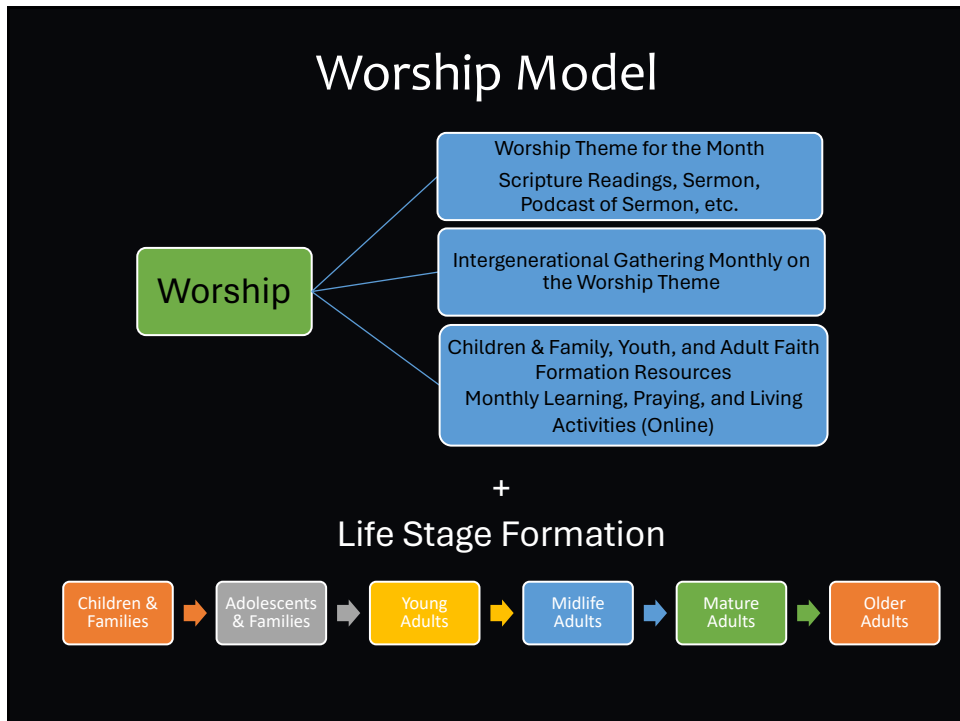 Worship Model
Worship
Worship Theme for the Month
Scripture Readings, Sermon,
Podcast of Sermon, etc.
Intergenerational Gathering Monthly on
the Worship Theme
Children & Family, Youth, and Adult Faith
Formation Resources
Monthly Learning, Praying, and Living
Activities (Online)
+
Life Stage Formation
Children &
Families
Adolescents
& Families
Young
Adults
Midlife
Adults
Mature
Adults
Older
Adults